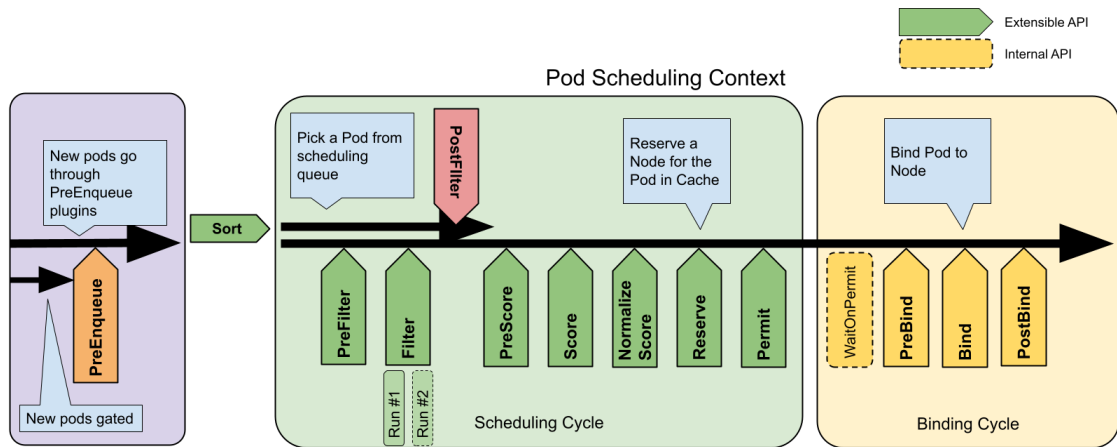 Extensible API
Internal API
Pod Scheduling Context
New pods go
through
PreEnqueue
plugins
PreEnqueue
New pods gated
Sort
Pick a Pod from
scheduling
queue
PostFIlter
Reserve a
Node for the
Pod in Cache
PreFilter
Filter
Run #1
Run #2
PreScore
Score
Normalize
Score
Reserve
Permit
Scheduling Cycle
Bind Pod to
Node
WaitOnPermit
PreBind
Bind
PostBind
Binding Cycle